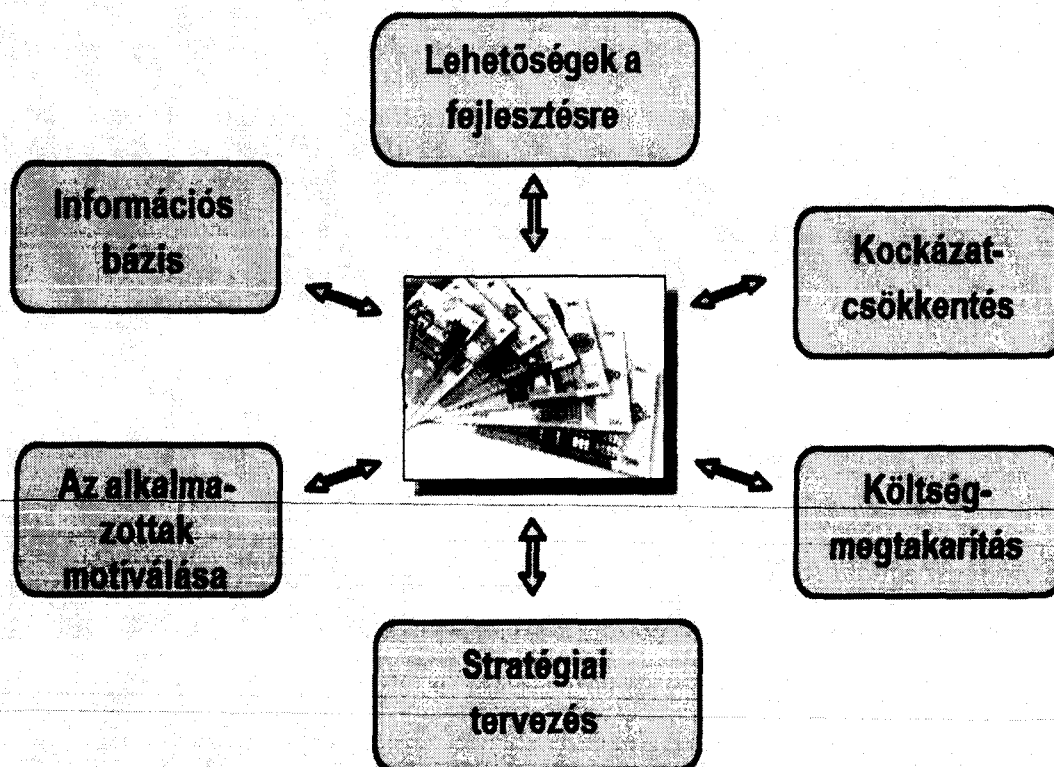 Lehetőségek a
fejlesztésre
Információs
bázis
Kockázat-
csökkentés
Az alkalma-
zottak
motiválása
Költség-
megtakarítás
Stratégiai
tervezés